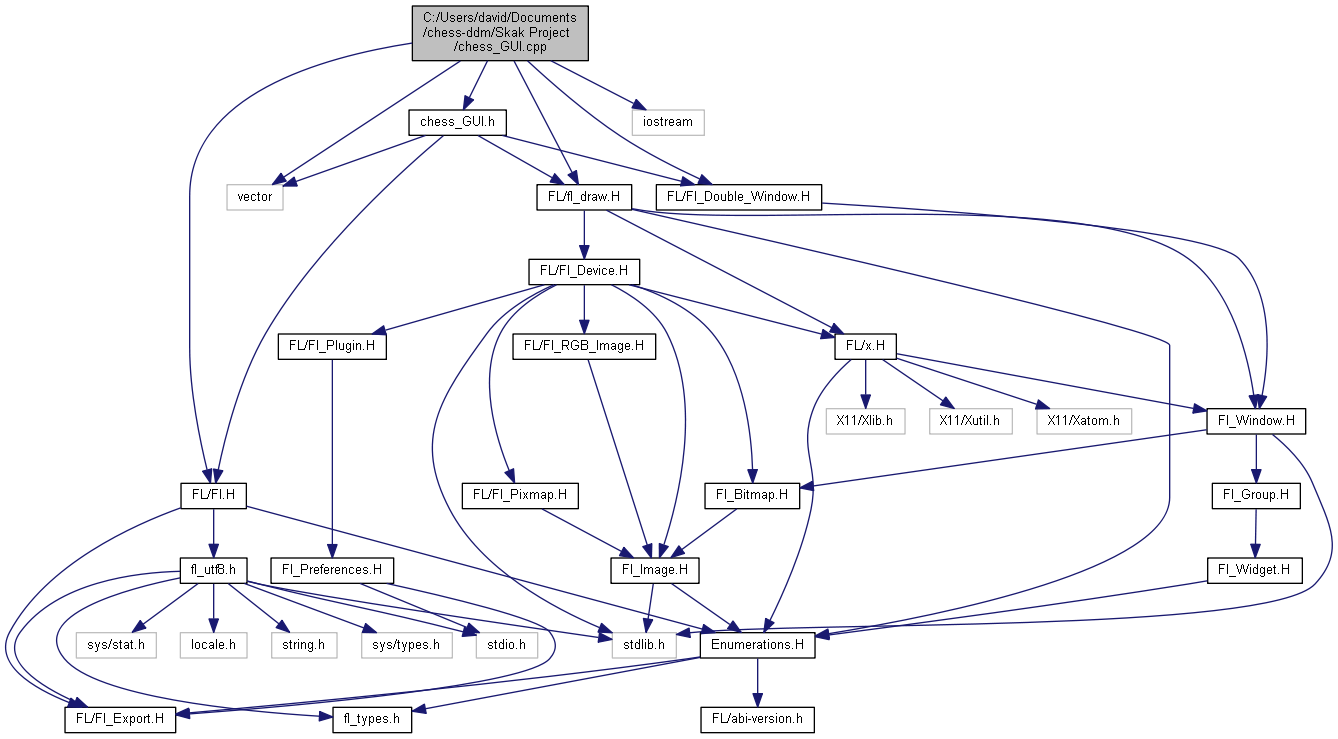 C:/Users/david/Documents
/chess-ddm/Skak Project
/chess_GUI.cpp
chess_GUI.h
iostream
vector
FL/fl_draw.H
FL/Fl_Double_Window.H
FL/Fl_Device.H
FL/Fl_Plugin.H
FL/Fl_RGB_Image.H
FL/x.H
X11/Xlib.h
X11/Xutil.h
X11/Xatom.h
Fl_Window.H
FL/Fl.H
FL/Fl_Pixmap.H
Fl_Bitmap.H
Fl_Group.H
fl_utf8.h
Fl_Preferences.H
Fl_Image.H
Fl_Widget.H
sys/stat.h
locale.h
string.h
sys/types.h
stdio.h
stdlib.h
Enumerations.H
FL/Fl_Export.H
fl_types.h
FL/abi-version.h